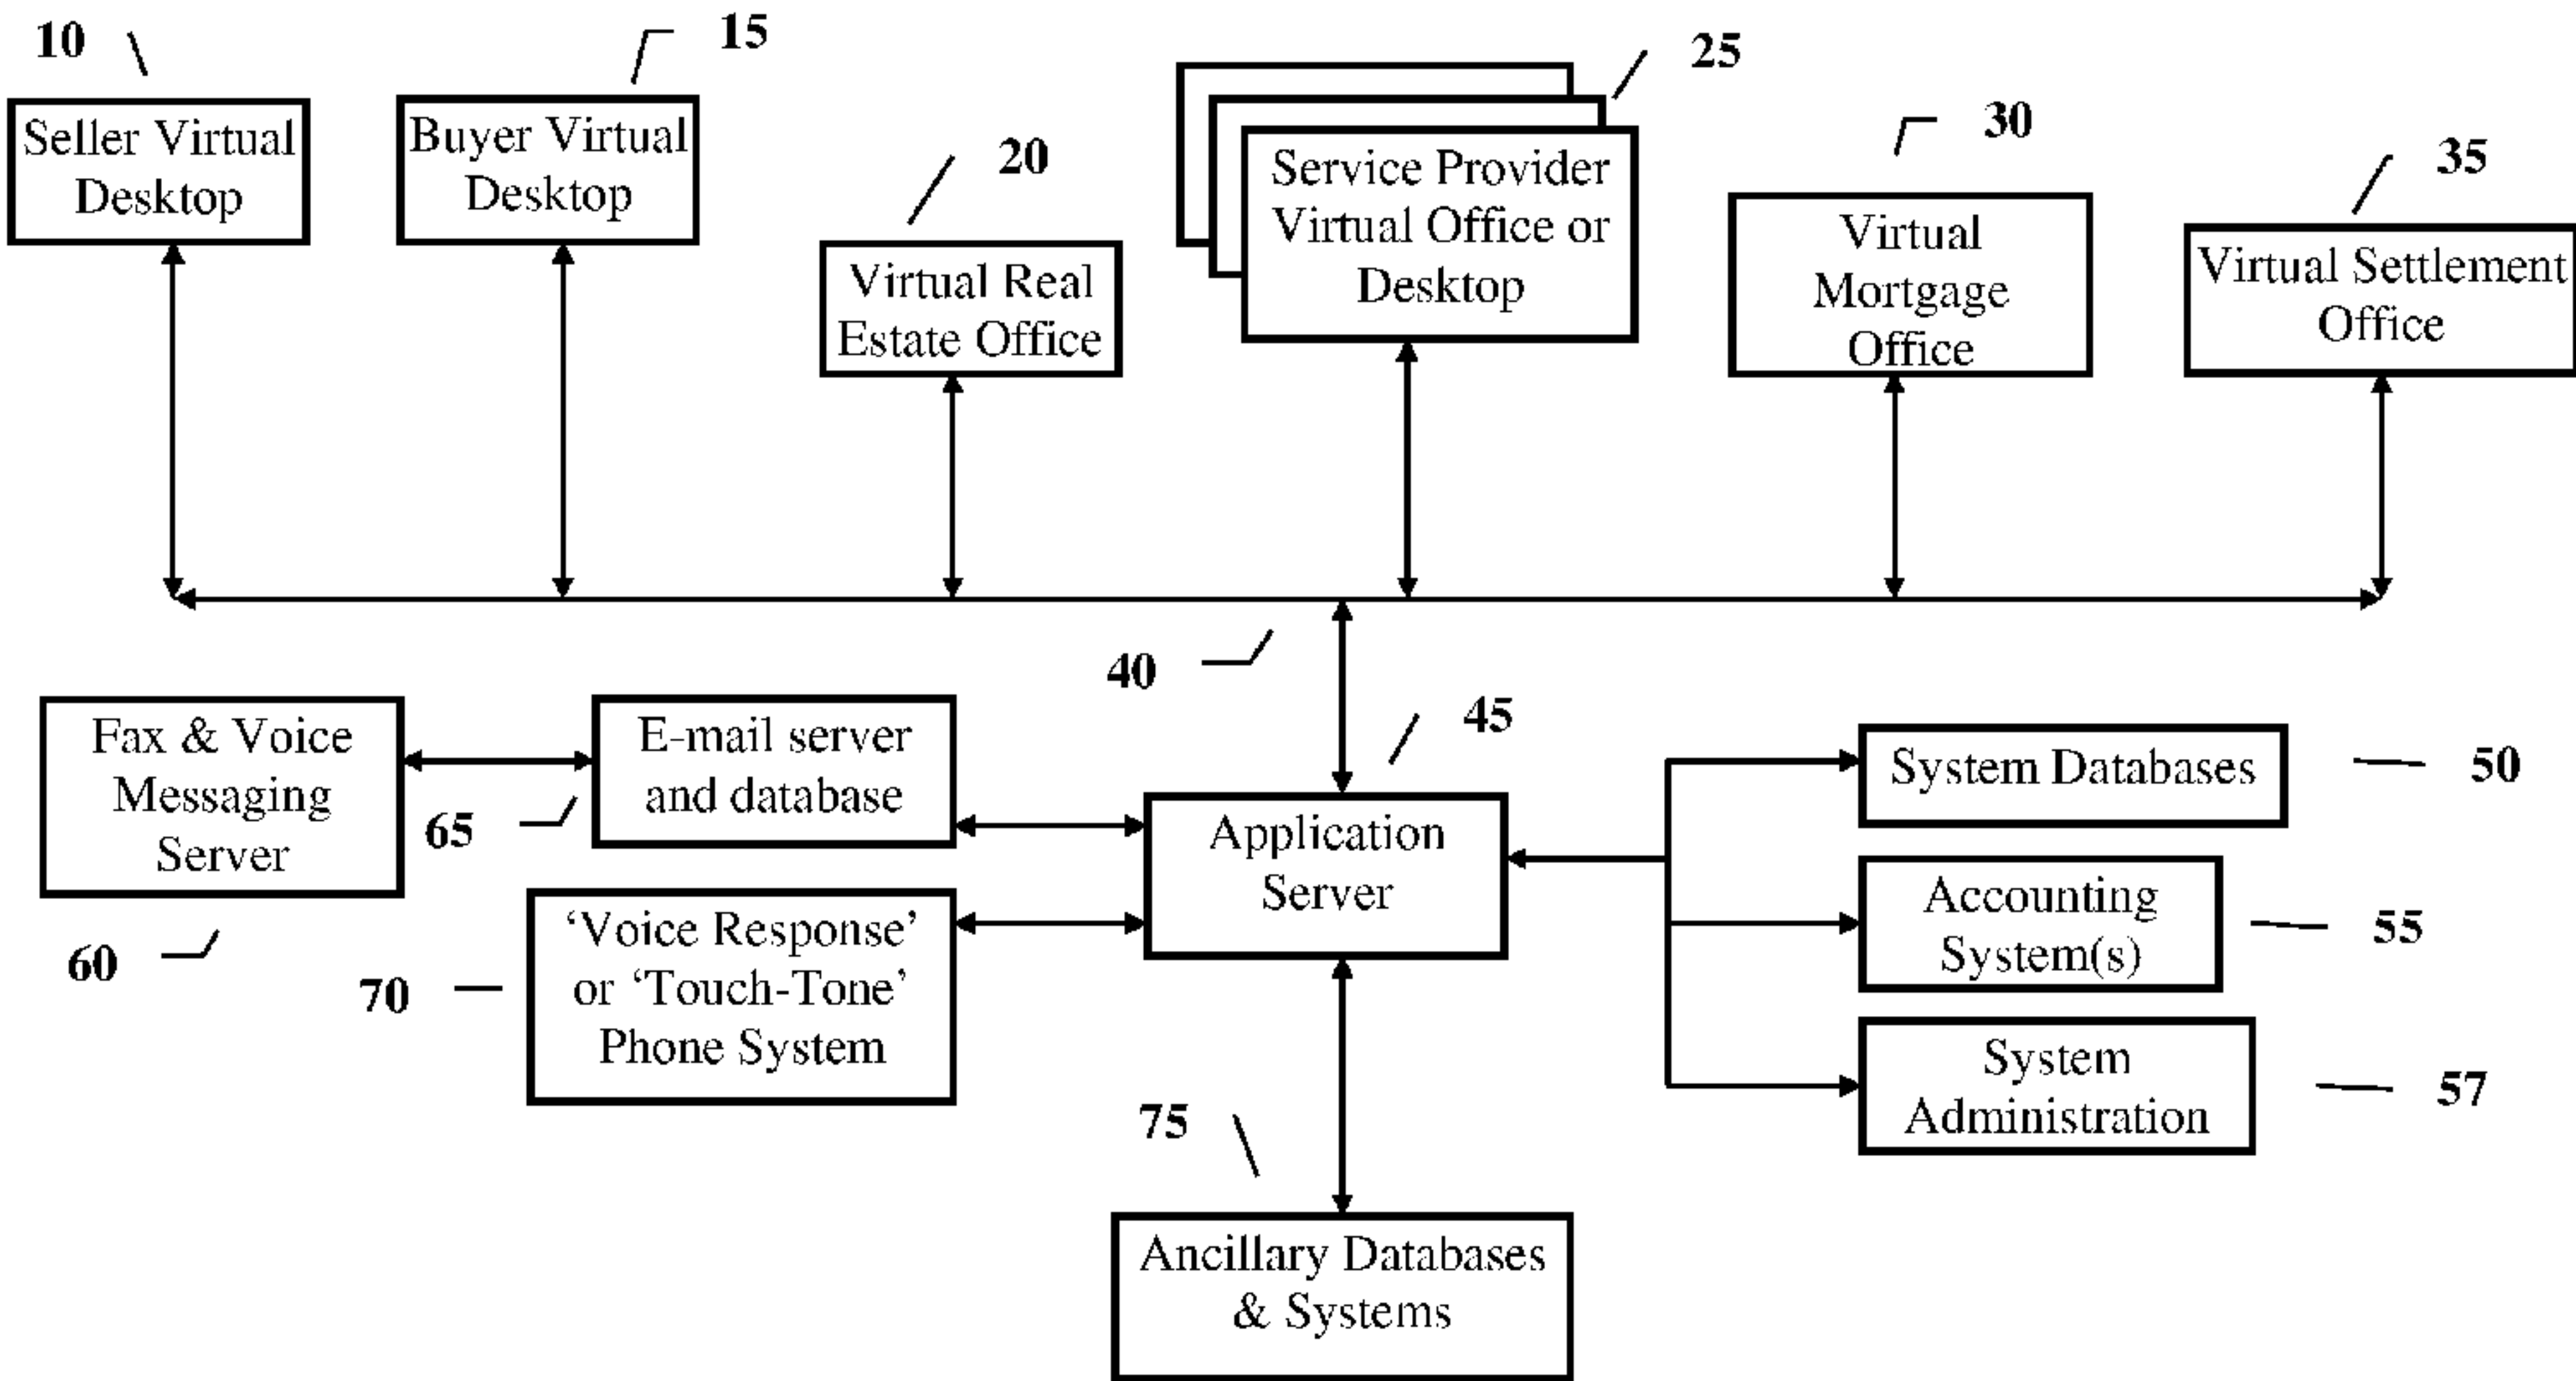 10
15
25
20
30
35
Seller Virtual
Desktop
Buyer Virtual
Desktop
Virtual Real
Estate Office
Service Provider
Virtual Office or
Desktop
Virtual
Mortgage
Office
Virtual Settlement
Office
40
45
Fax & Voice
Messaging
Server
60
E-mail server
and database
65
‘Voice Response’
or ‘Touch-Tone’
Phone System
70
Application
Server
System Databases
50
Accounting
System(s)
55
System
Administration
57
75
Ancillary Databases
& Systems